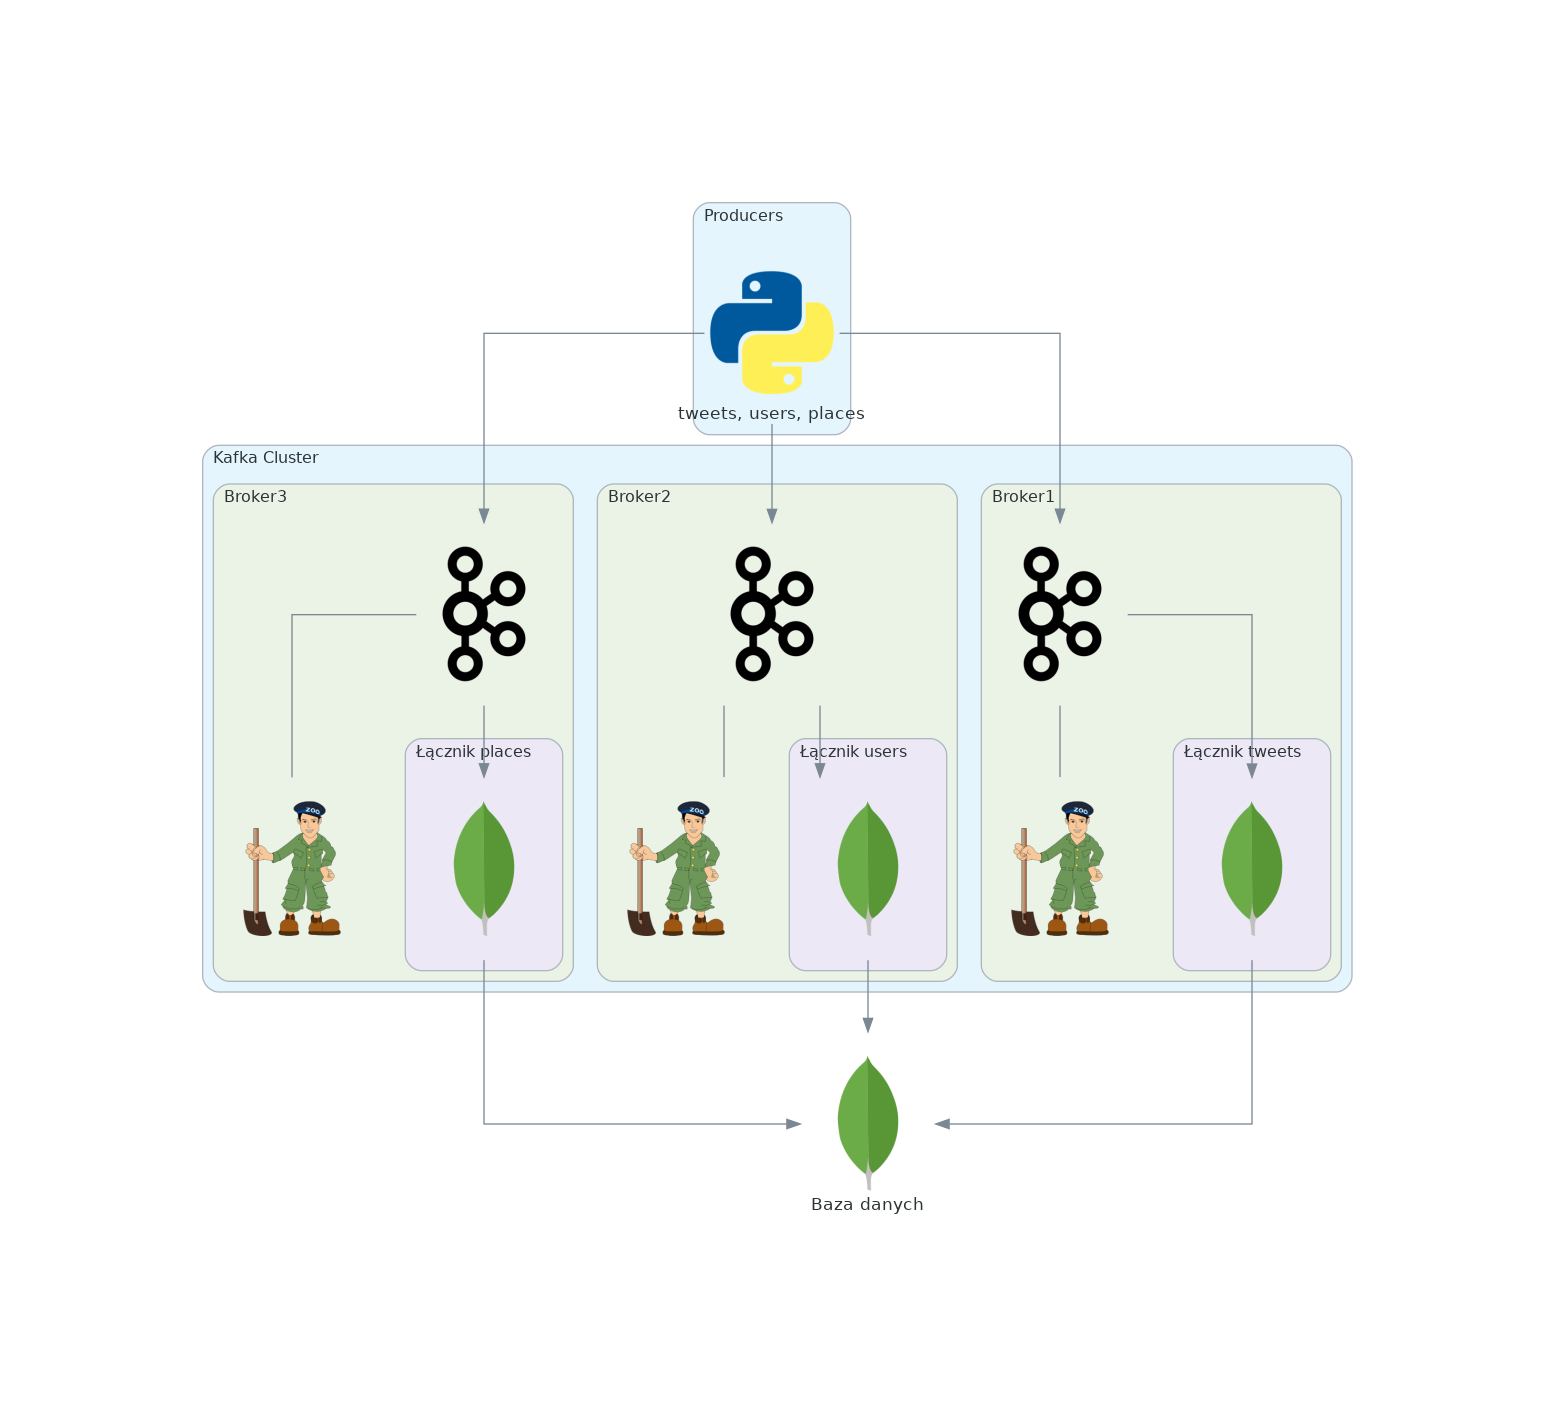 Producers
tweets, users, places
Kafka Cluster
Broker3
Broker2
Broker1
Łącznik places
Łącznik users
Łącznik tweets
ZOO
ZOO
ZOO
Baza danych